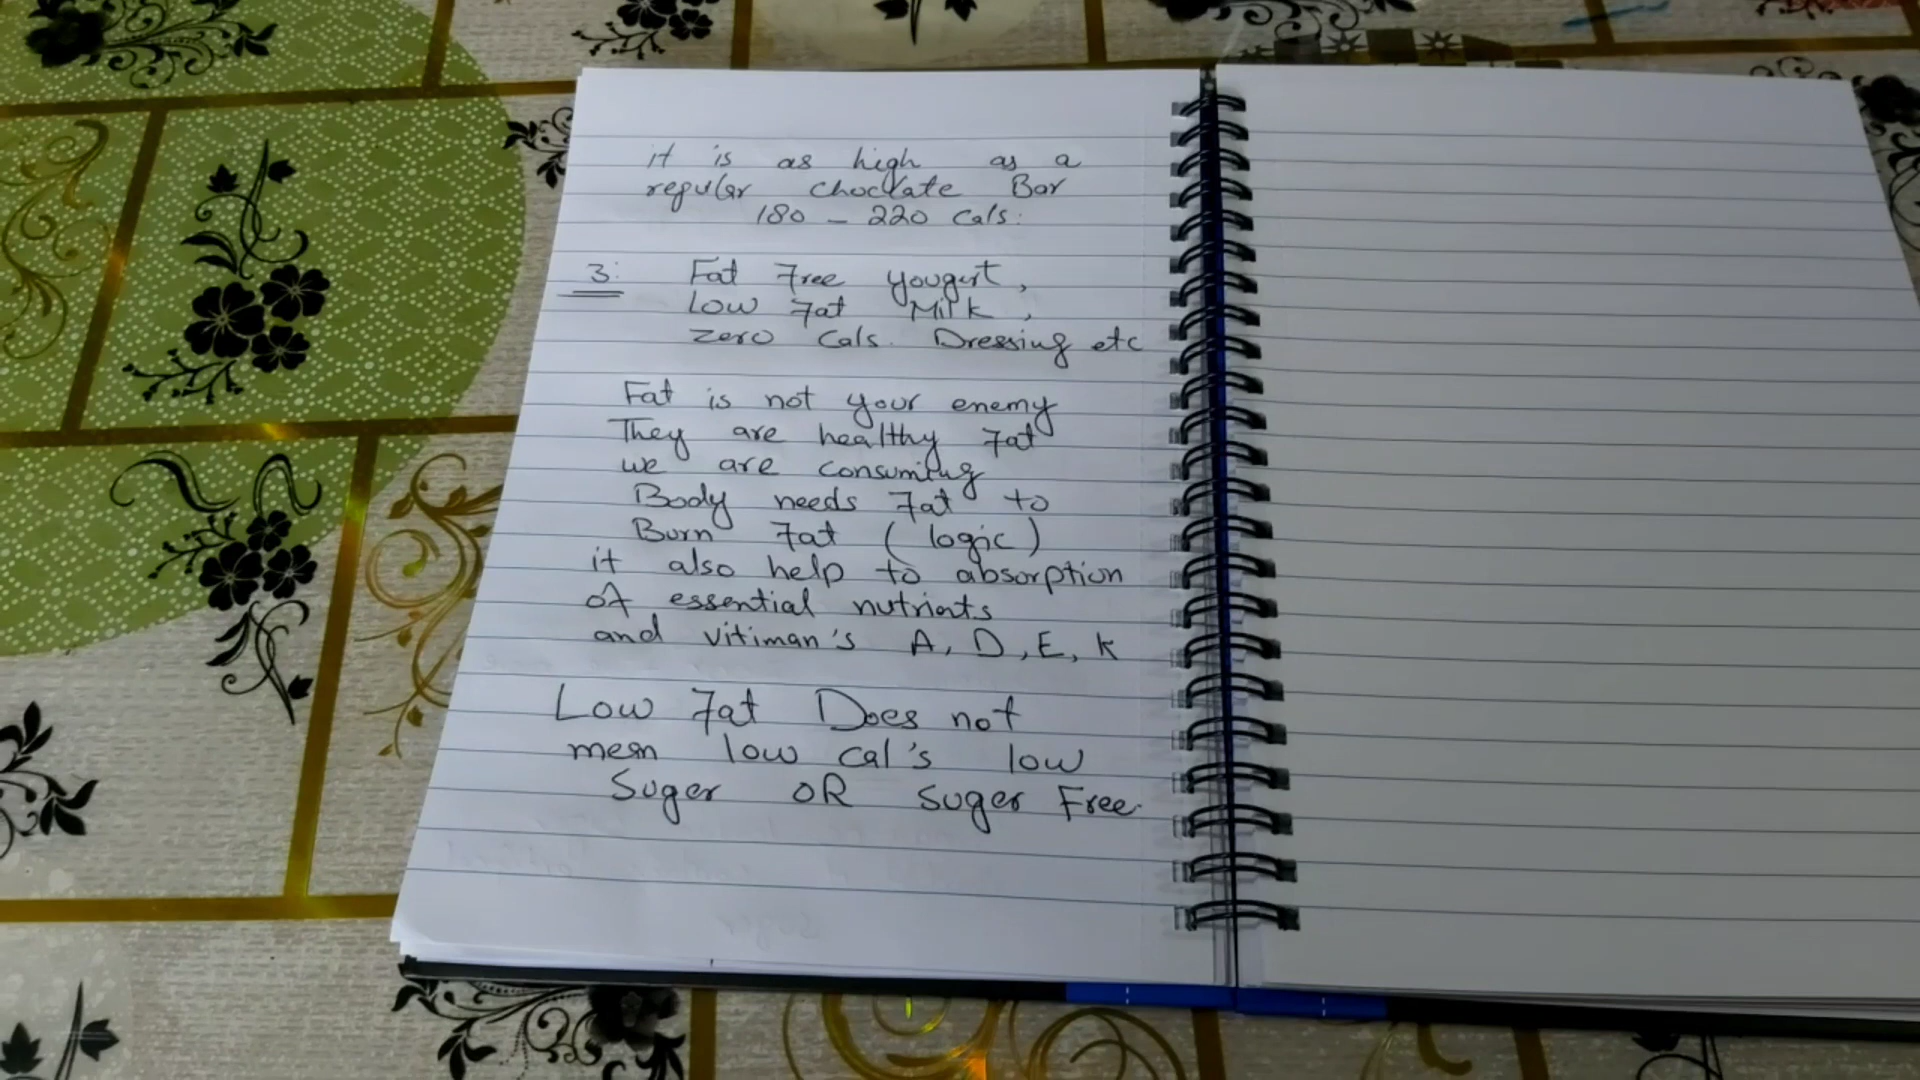 it is as high as a
regular choclate Bar
180 - 220 Cals:
3: Fat Free yougurt,
Low Fat Milk,
Zero Cals. Dressing etc
Fat is not your enemy
They are healthy Fat
we are consuming
Body needs Fat to
Burn Fat (logic)
it also help to absorption
of essential nutrients
and vitiman's A, D, E, K
Low Fat Does not
mean low cal's low
Suger OR Suger Free.